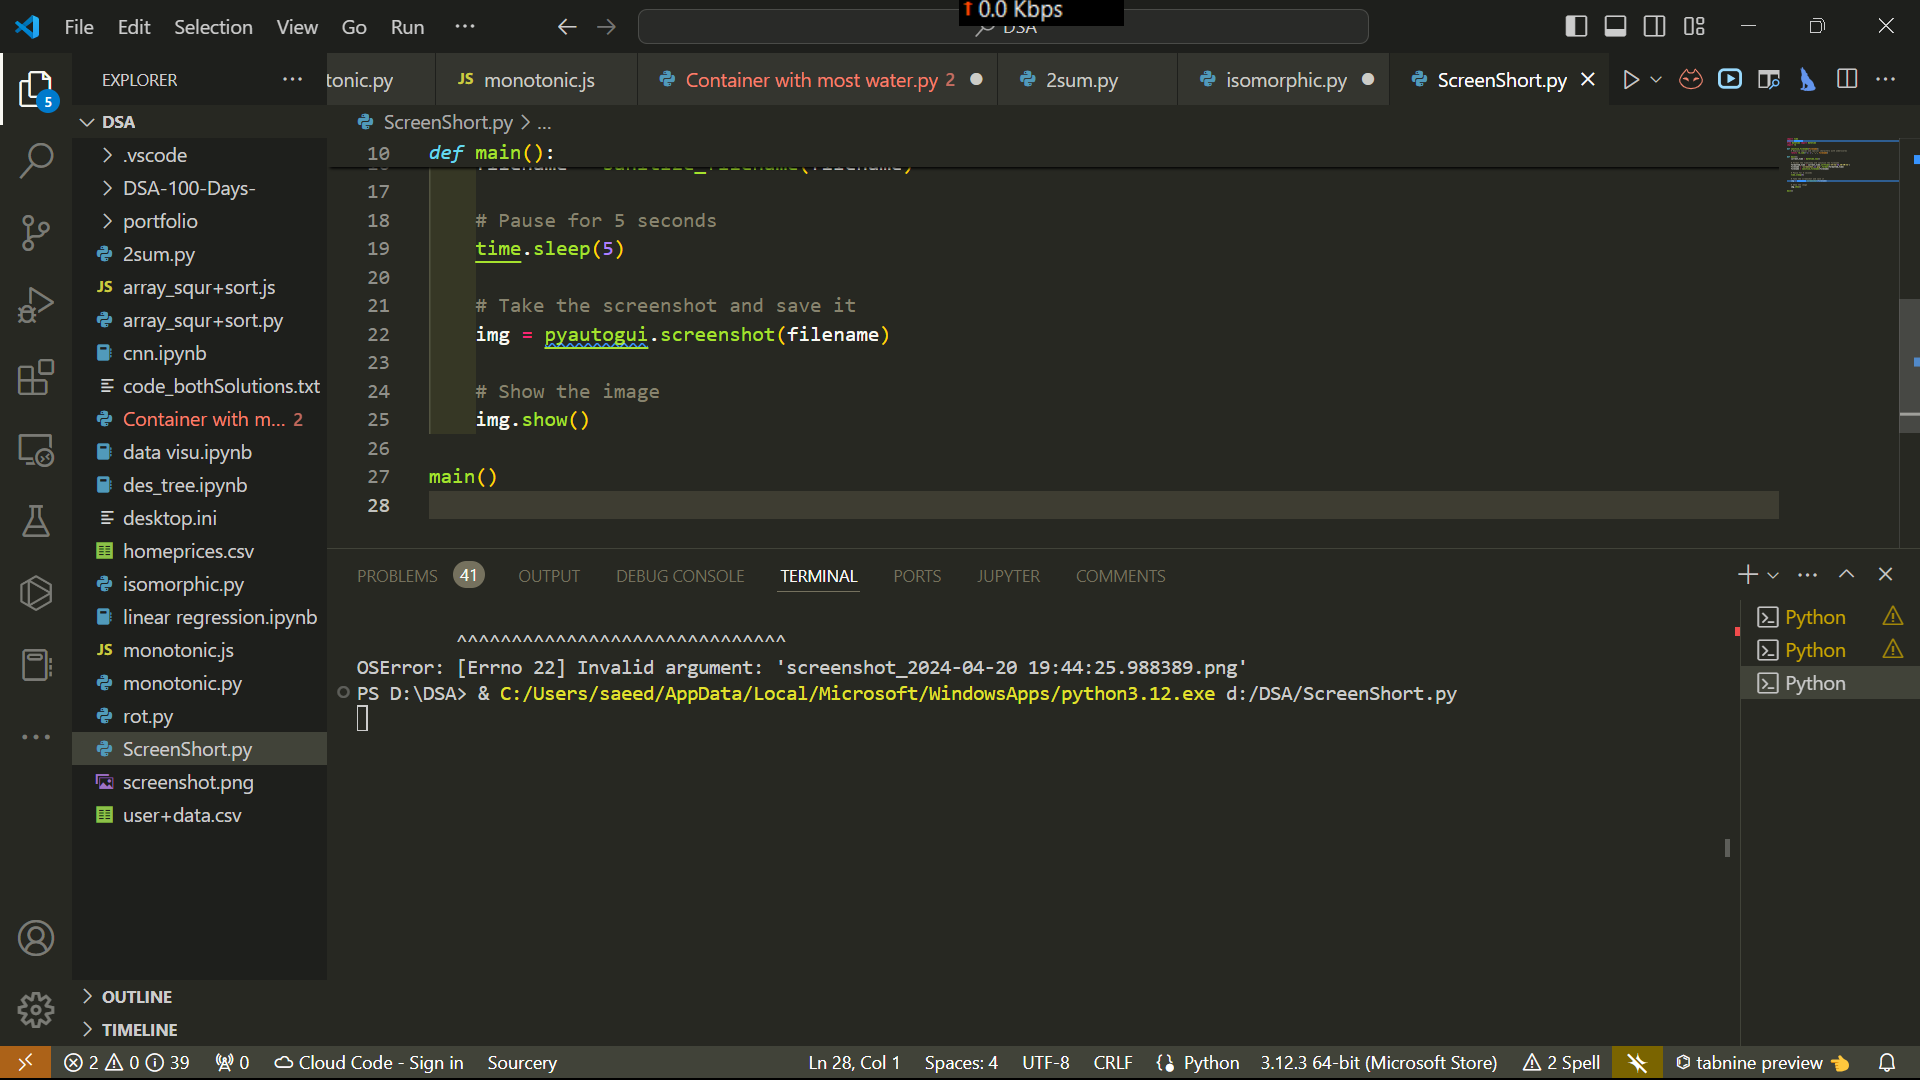 ↑ 0.0 Kbps
File Edit Selection View Go Run ···
DSA
EXPLORER ···
tonic.py
JS monotonic.js
Container with most water.py 2
2sum.py
isomorphic.py
ScreenShort.py
5
DSA
.vscode
DSA-100-Days-
portfolio
2sum.py
JS array_squr+sort.js
array_squr+sort.py
cnn.ipynb
code_bothSolutions.txt
Container with m... 2
data visu.ipynb
des_tree.ipynb
desktop.ini
homeprices.csv
isomorphic.py
linear regression.ipynb
JS monotonic.js
monotonic.py
rot.py
ScreenShort.py
screenshot.png
user+data.csv
OUTLINE
TIMELINE
ScreenShort.py > ...
10 def main():
filename = sanitize_filename(filename)
17
18 # Pause for 5 seconds
19 time.sleep(5)
20
21 # Take the screenshot and save it
22 img = pyautogui.screenshot(filename)
23
24 # Show the image
25 img.show()
26
27 main()
28
PROBLEMS 41 OUTPUT DEBUG CONSOLE TERMINAL PORTS JUPYTER COMMENTS
^^^^^^^^^^^^^^^^^^^^^^^^^^^^^^
OSError: [Errno 22] Invalid argument: 'screenshot_2024-04-20 19:44:25.988389.png'
PS D:\DSA> & C:/Users/saeed/AppData/Local/Microsoft/WindowsApps/python3.12.exe d:/DSA/ScreenShort.py
Python
Python
Python
2 0 39 0 Cloud Code - Sign in Sourcery Ln 28, Col 1 Spaces: 4 UTF-8 CRLF Python 3.12.3 64-bit (Microsoft Store) 2 Spell tabnine preview